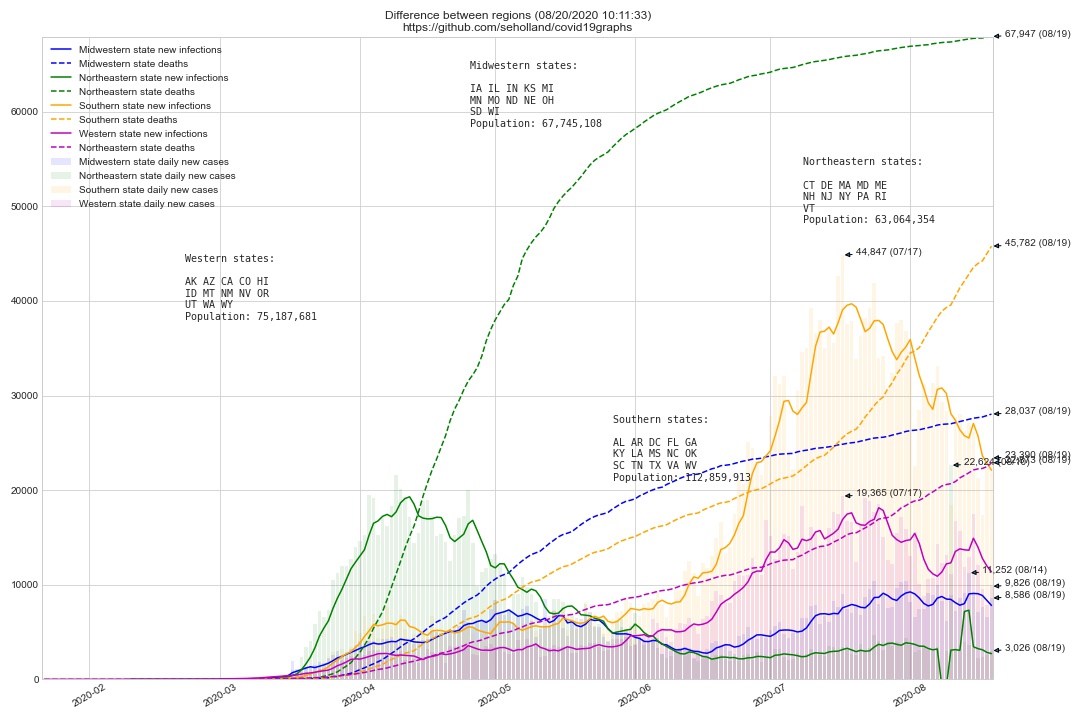 Difference between regions (08/20/2020 10:11:33)
https://github.com/seholland/covid19graphs
Midwestern state new infections
Midwestern state deaths
Northeastern state new infections
Northeastern state deaths
Southern state new infections
Southern state deaths
Western state new infections
Northeastern state deaths
Midwestern state daily new cases
Northeastern state daily new cases
Southern state daily new cases
Western state daily new cases
Midwestern states:
IA IL IN KS MI
MN MO ND NE OH
SD WI
Population: 67,745,108
Northeastern states:
CT DE MA MD ME
NH NJ NY PA RI
VT
Population: 63,064,354
Western states:
AK AZ CA CO HI
ID MT NM NV OR
UT WA WY
Population: 75,187,681
Southern states:
AL AR DC FL GA
KY LA MS NC OK
SC TN TX VA WV
Population: 112,859,913
67,947 (08/19)
45,782 (08/19)
44,847 (07/17)
28,037 (08/19)
23,390 (08/19)
19,365 (07/17)
11,252 (08/14)
9,826 (08/19)
8,586 (08/19)
3,026 (08/19)
60000
50000
40000
30000
20000
10000
0
2020-02
2020-03
2020-04
2020-05
2020-06
2020-07
2020-08